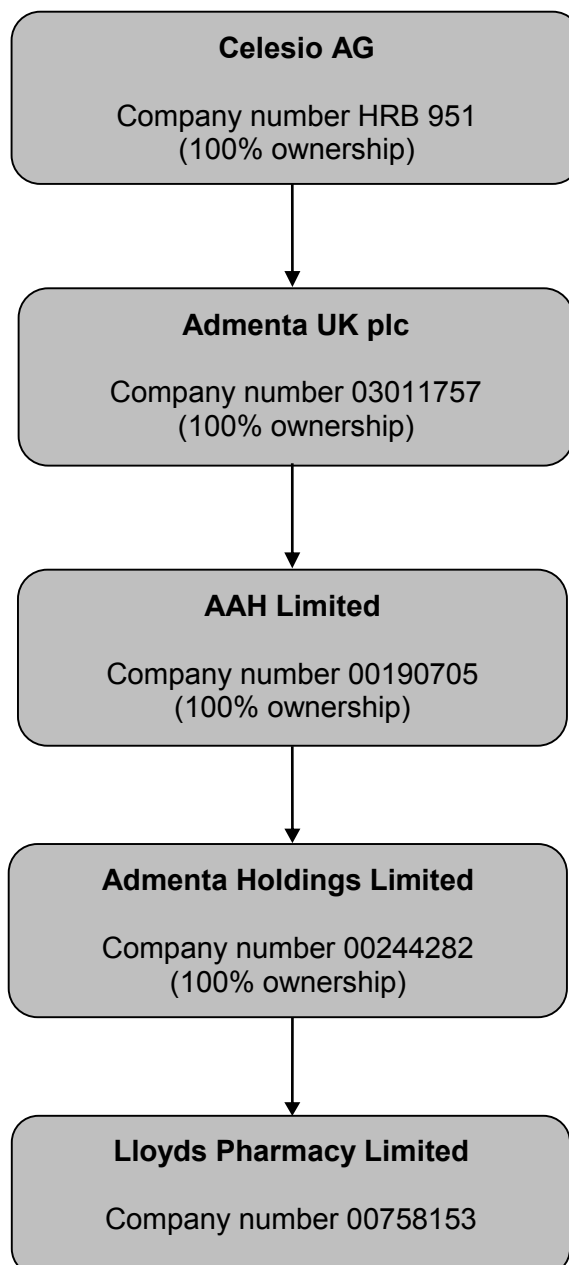 Celesio AG
Company number HRB 951
(100% ownership)
Admenta UK plc
Company number 03011757
(100% ownership)
AAH Limited
Company number 00190705
(100% ownership)
Admenta Holdings Limited
Company number 00244282
(100% ownership)
Lloyds Pharmacy Limited
Company number 00758153